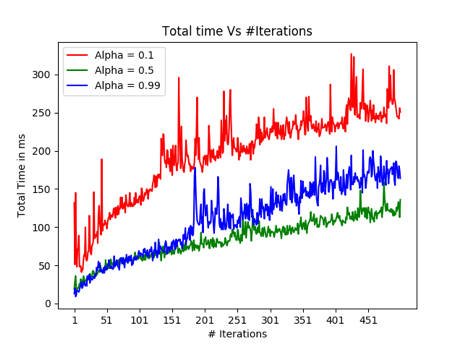 Total time Vs #Iterations
Alpha = 0.1
Alpha = 0.5
Alpha = 0.99
Total Time in ms
300
250
200
150
100
50
0
1 51 101 151 201 251 301 351 401 451
# Iterations